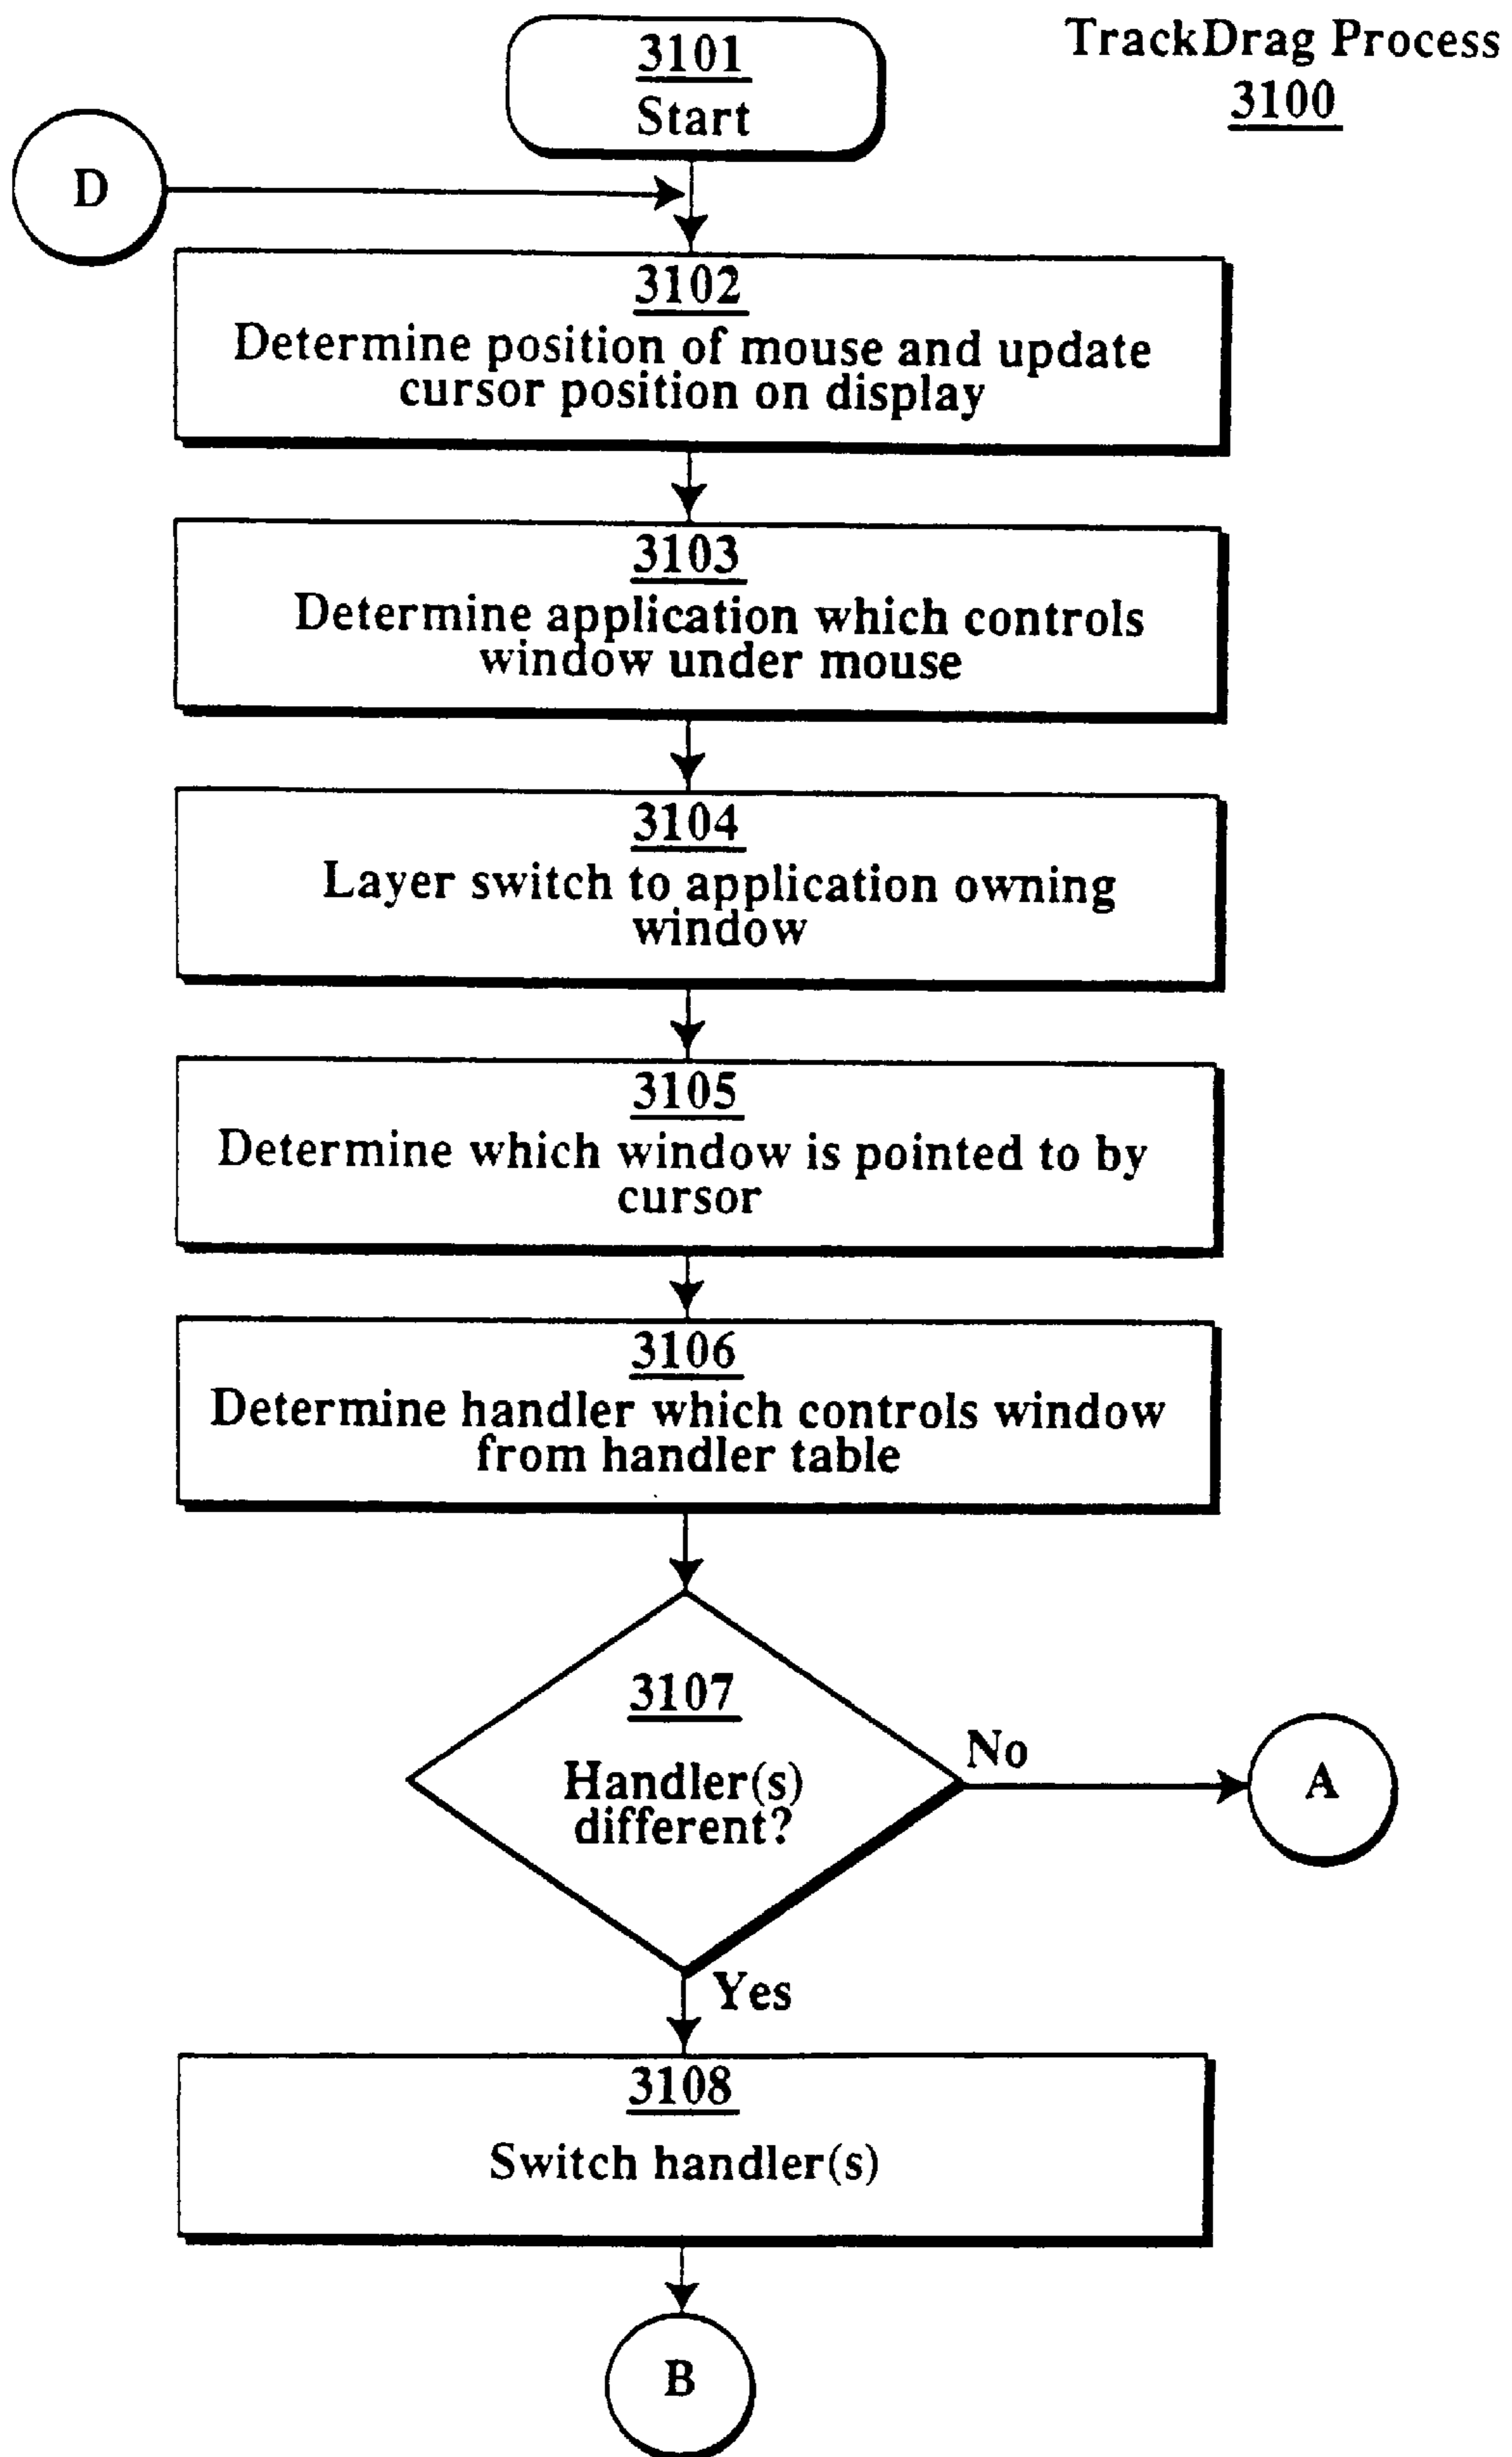 TrackDrag Process
3100
3101
Start
D
3102
Determine position of mouse and update
cursor position on display
3103
Determine application which controls
window under mouse
3104
Layer switch to application owning
window
3105
Determine which window is pointed to by
cursor
3106
Determine handler which controls window
from handler table
3107
Handler(s)
different?
No
A
Yes
3108
Switch handler(s)
B